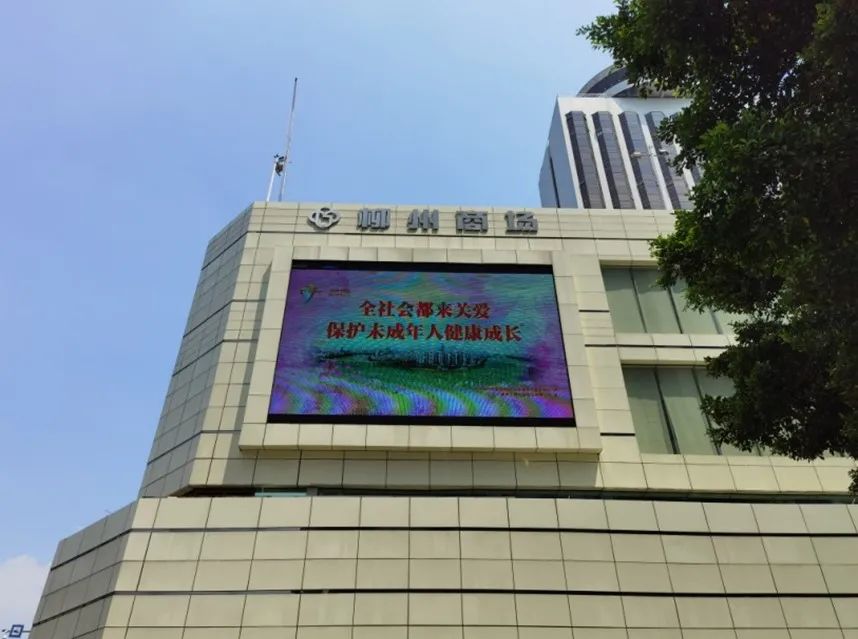 柳州商场
全社会都来关爱
保护未成年人健康成长